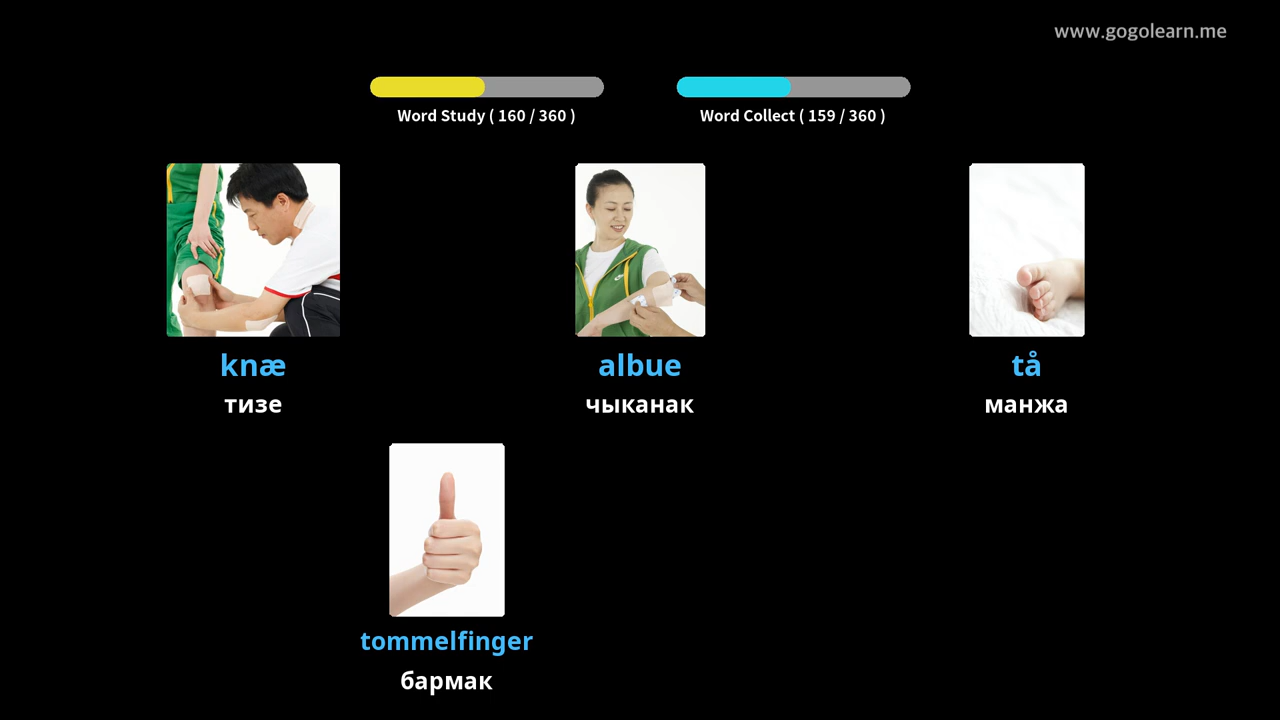 www.gogolearn.me
Word Study ( 160 / 360 )
Word Collect ( 159 / 360 )
knæ
albue
tå
тизе
чыканак
манжа
tommelfinger
бармак